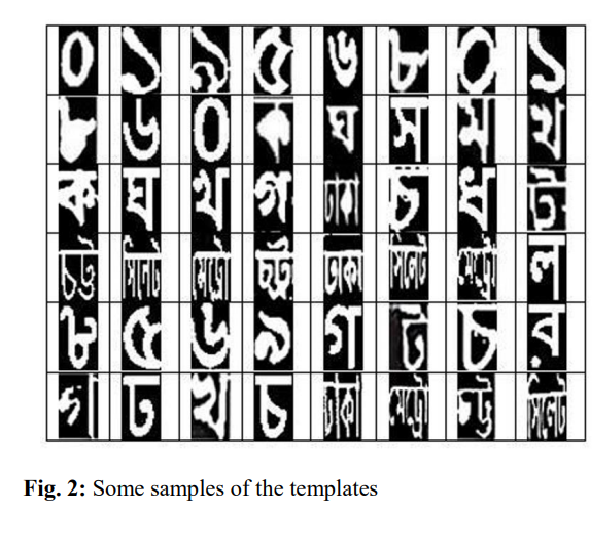 ০ ১ ৯ ৫ ৬ ৮ ০ ১
৮ ৬ ০ ঘ স ম খ
ক ঘ খ গ ঢাকা চ ধ ট
চট্ট সিলেট মেট্রো চট্ট ঢাকা সিলেট মেট্রো ল
৮ ৫ ৬ ৯ গ ট চ র
গ খ চ ঢাকা মেট্রো চট্ট সিলেট
Fig. 2: Some samples of the templates